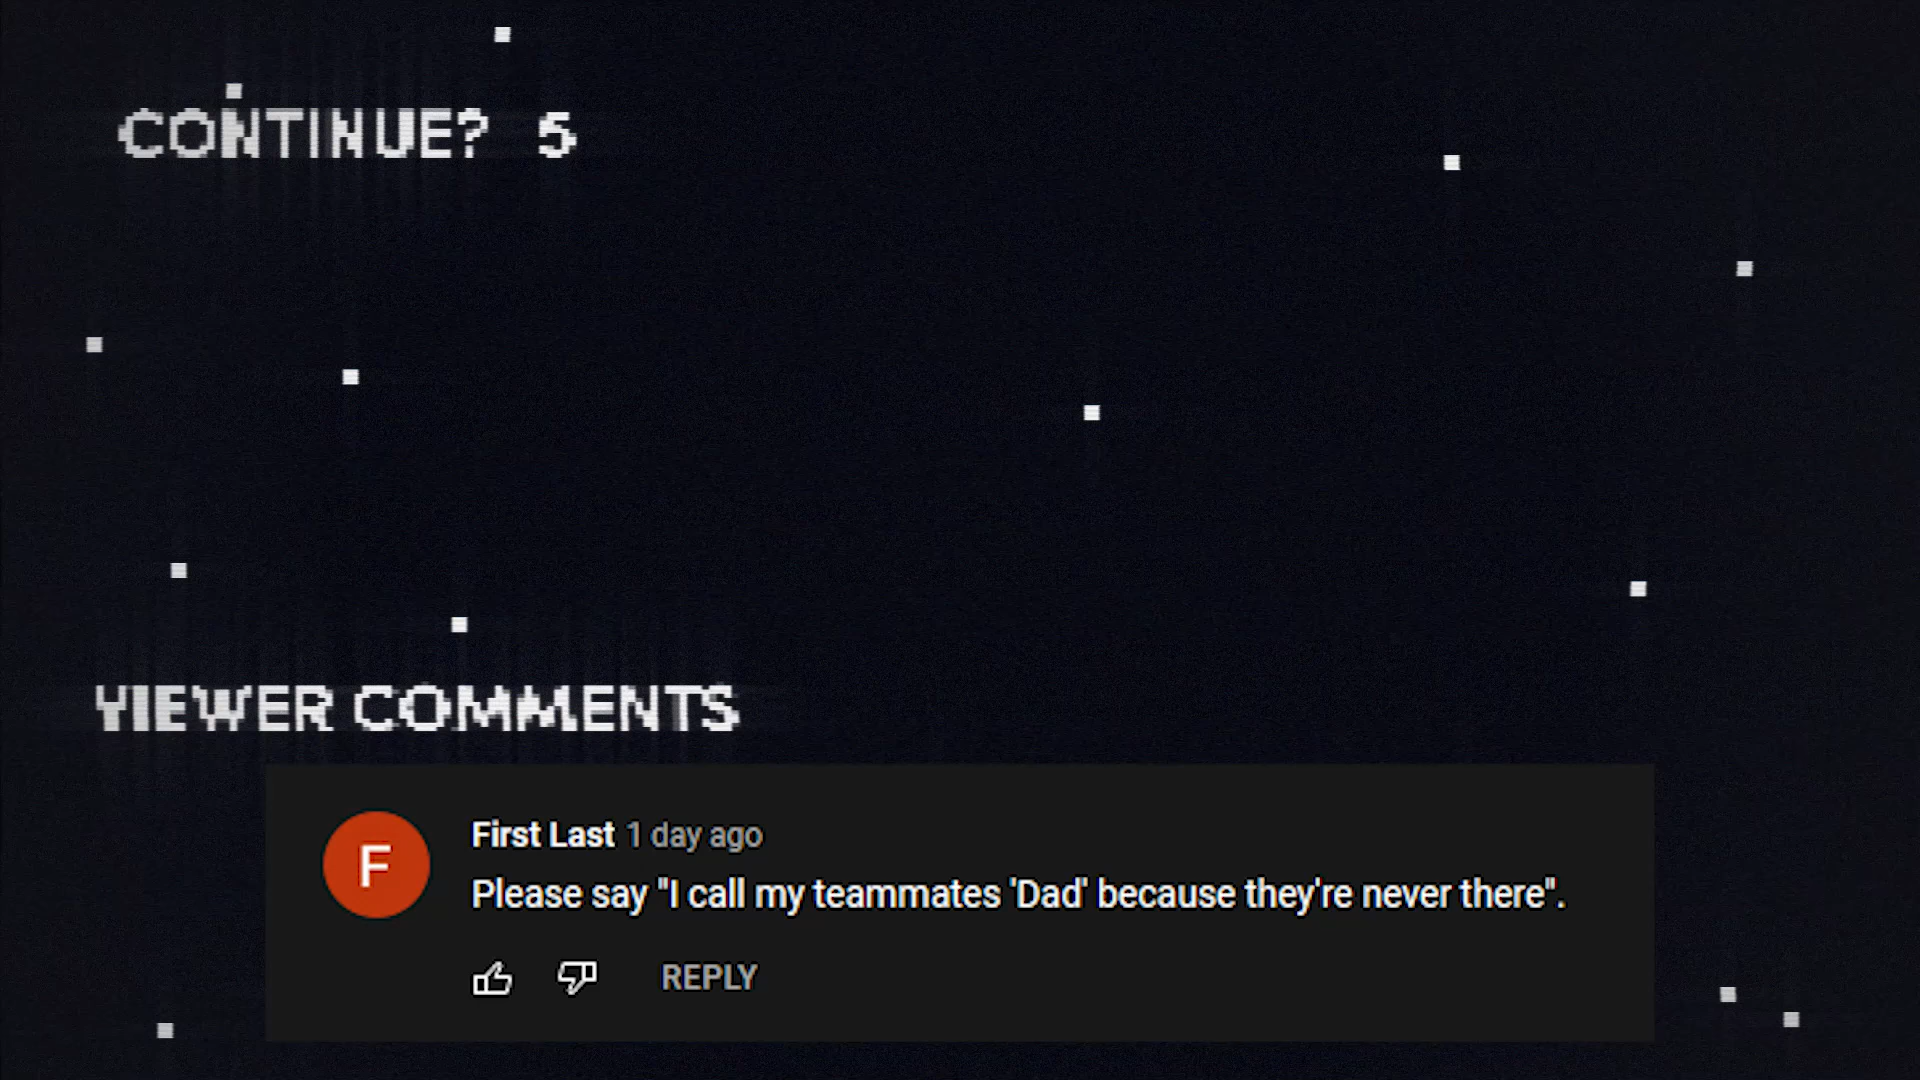 CONTINUE? 5
VIEWER COMMENTS
F
First Last 1 day ago
Please say "I call my teammates 'Dad' because they're never there".
REPLY